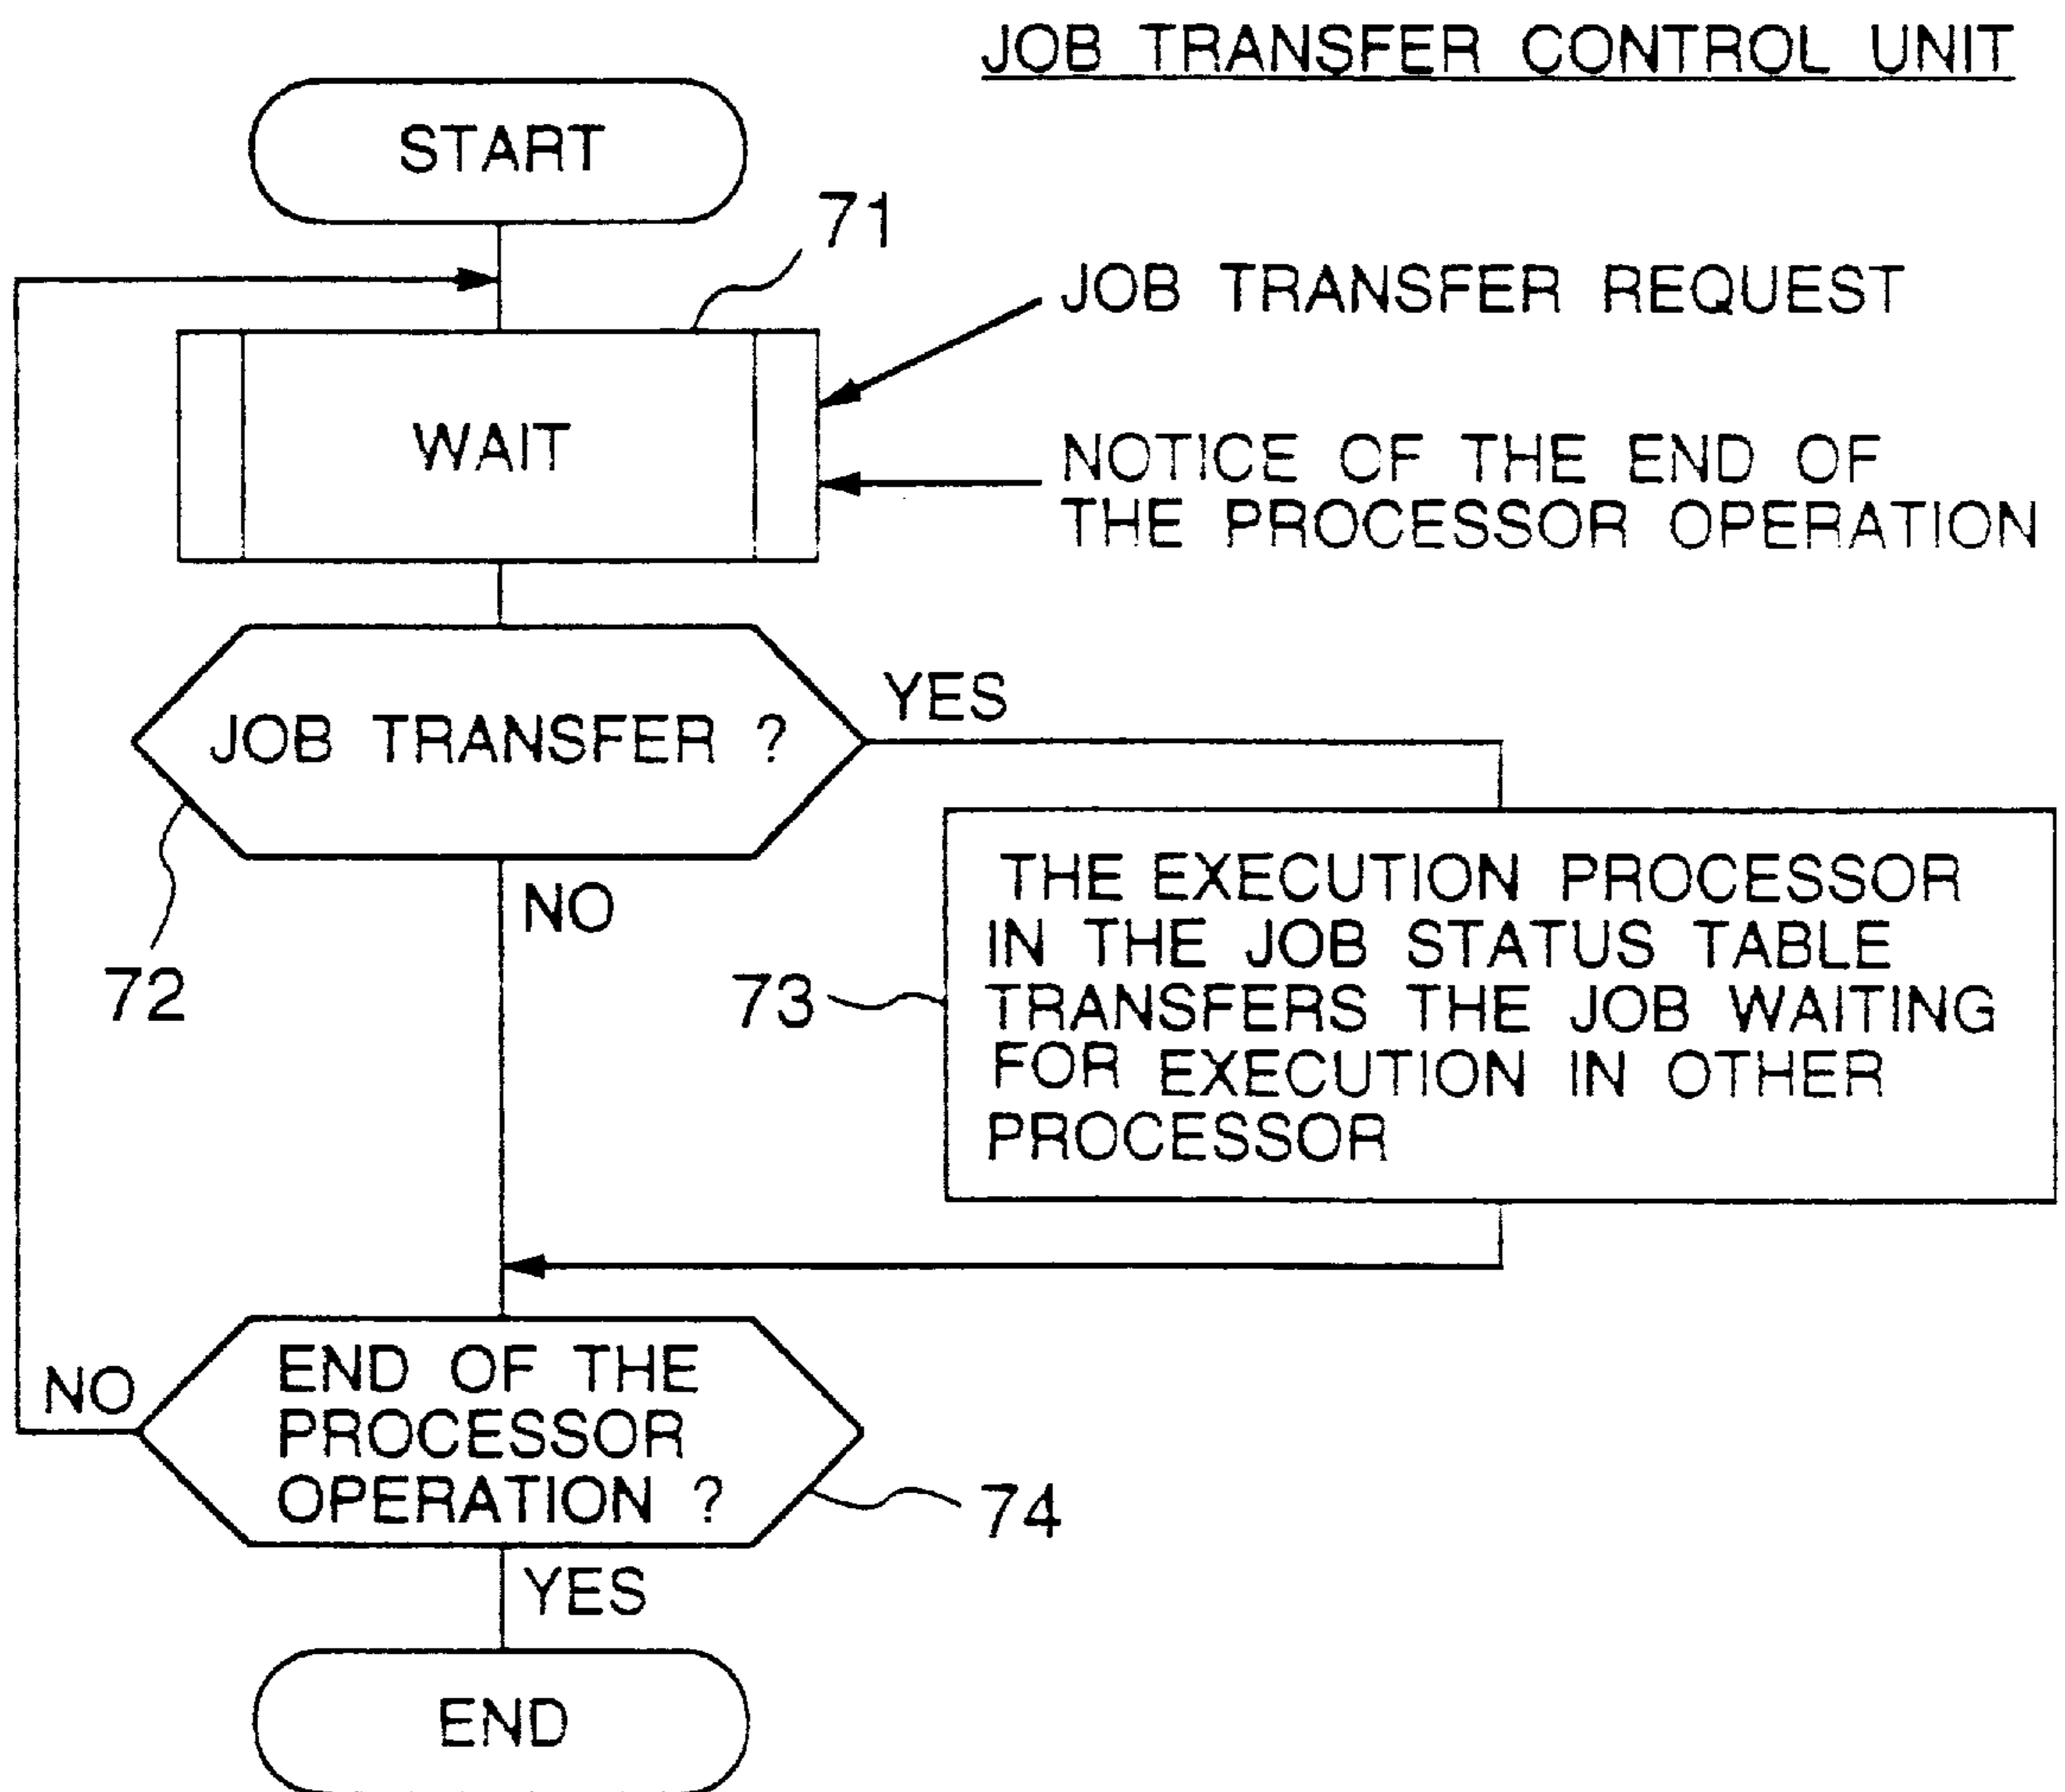 JOB TRANSFER CONTROL UNIT
START
71
JOB TRANSFER REQUEST
WAIT
NOTICE OF THE END OF
THE PROCESSOR OPERATION
JOB TRANSFER ?
YES
72
NO
73
THE EXECUTION PROCESSOR
IN THE JOB STATUS TABLE
TRANSFERS THE JOB WAITING
FOR EXECUTION IN OTHER
PROCESSOR
NO
END OF THE
PROCESSOR
OPERATION ?
74
YES
END